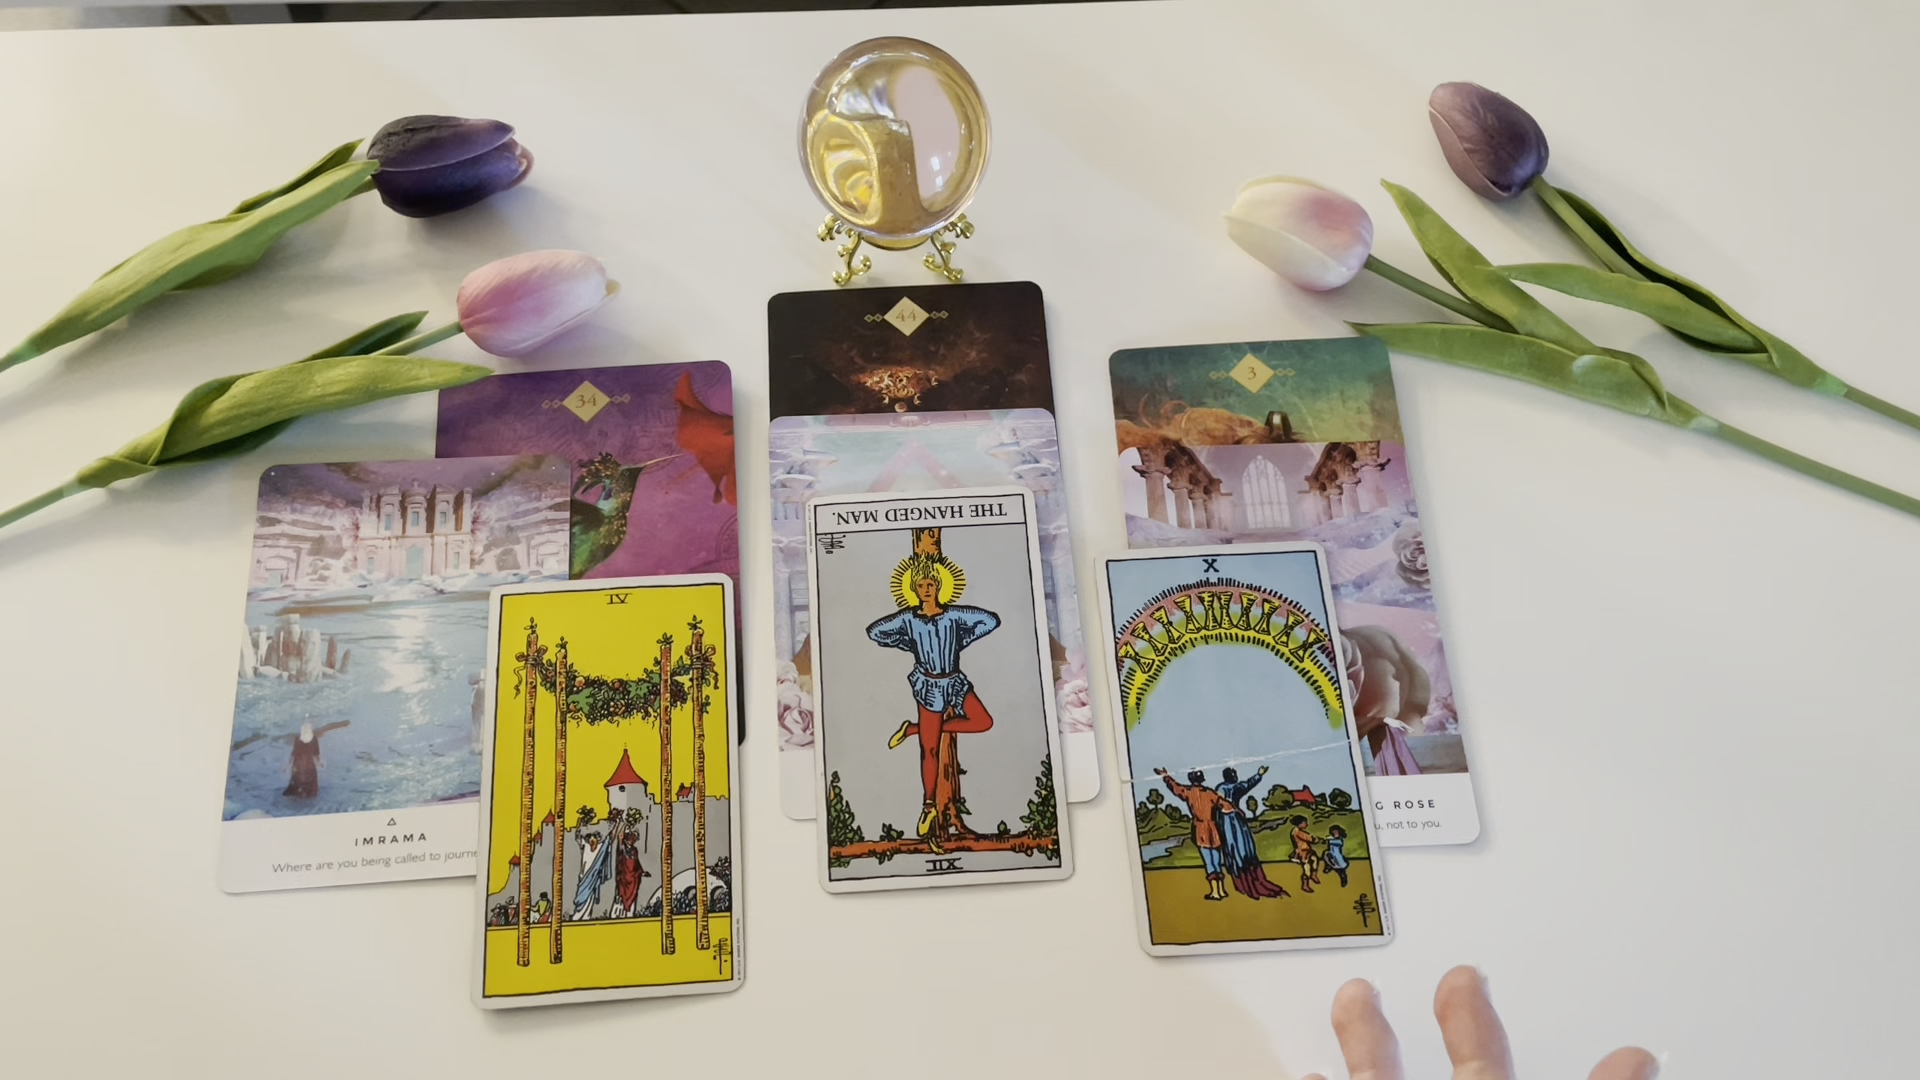 44
3
34
THE HANGED MAN.
X
IV
G ROSE
u, not to you.
IMRAMA
Where are you being called to journe
XII